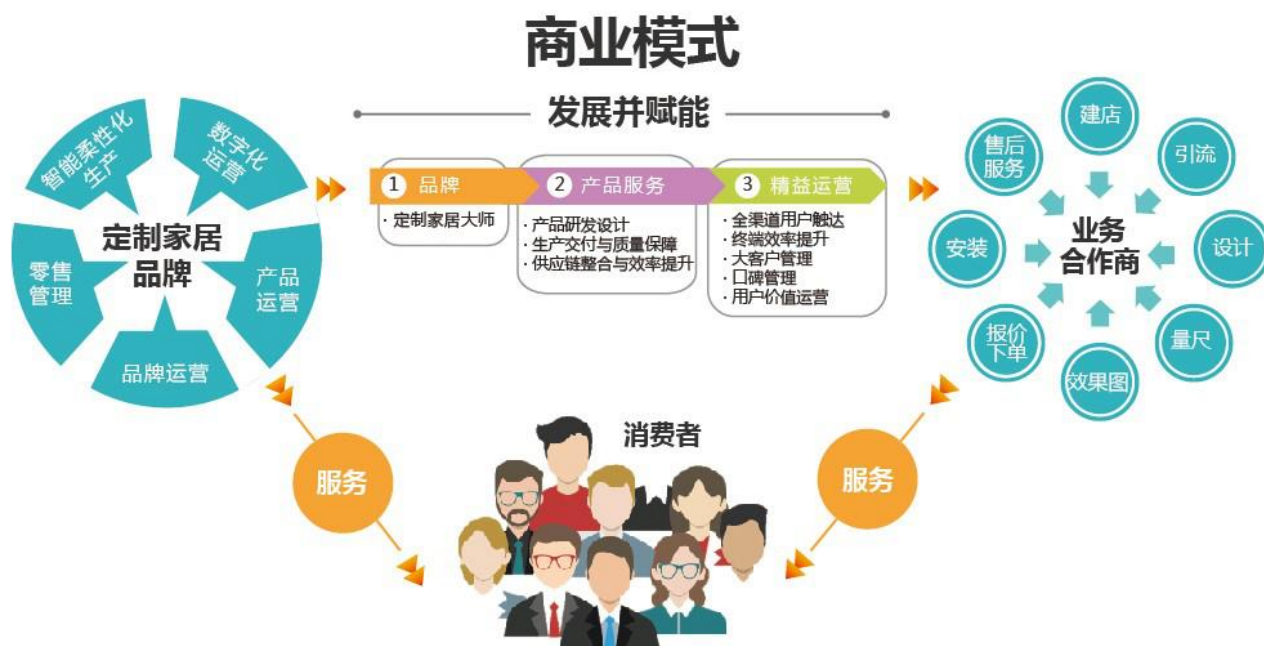 商业模式
发展并赋能
智能柔性化
生产
数字化
运营
定制家居
品牌
零售
管理
产品
运营
品牌运营
1 品牌
· 定制家居大师
2 产品服务
· 产品研发设计
· 生产交付与质量保障
· 供应链整合与效率提升
3 精益运营
· 全渠道用户触达
· 终端效率提升
· 大客户管理
· 口碑管理
· 用户价值运营
建店
售后
服务
引流
安装
业务
合作商
设计
报价
下单
量尺
效果图
服务
消费者
服务